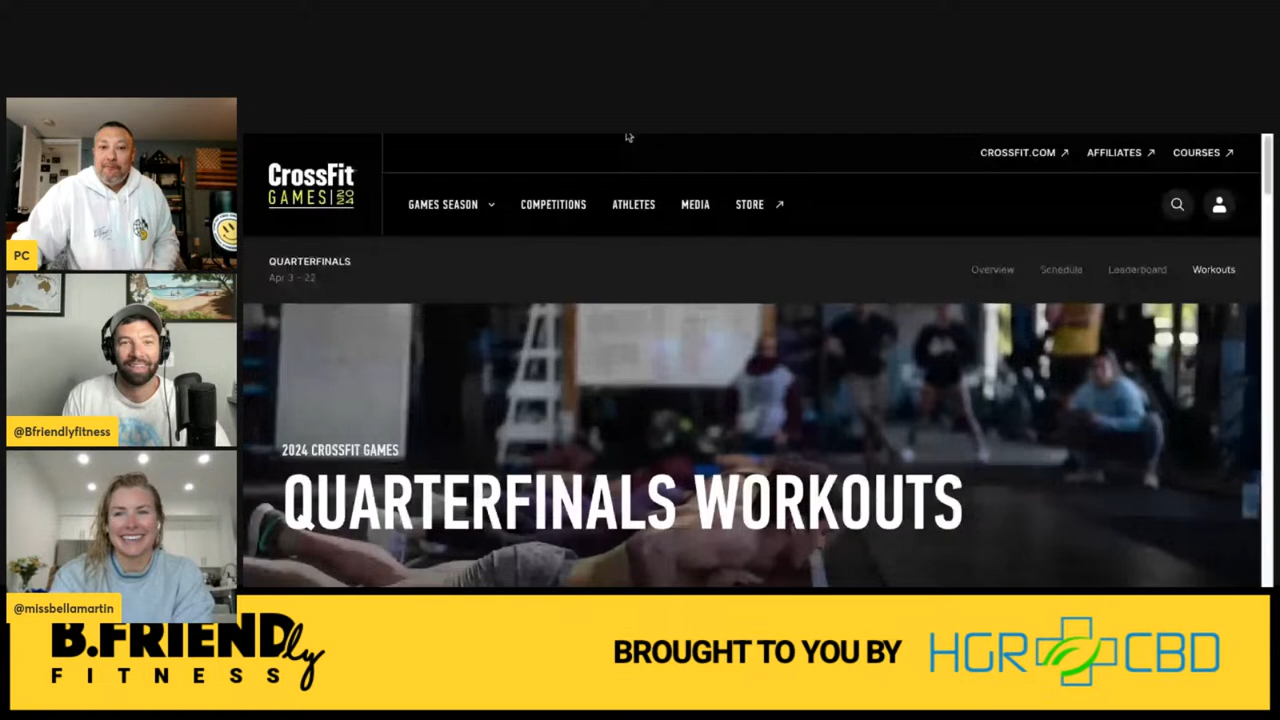 PC
@Bfriendlyfitness
@missbellamartin
CROSSFIT.COM ↗ AFFILIATES ↗ COURSES ↗
CrossFit
GAMES
GAMES SEASON COMPETITIONS ATHLETES MEDIA STORE ↗
QUARTERFINALS
Apr 3 – 22
Overview Schedule Leaderboard Workouts
2024 CROSSFIT GAMES
QUARTERFINALS WORKOUTS
B.FRIENDly
FITNESS
BROUGHT TO YOU BY
HGR CBD